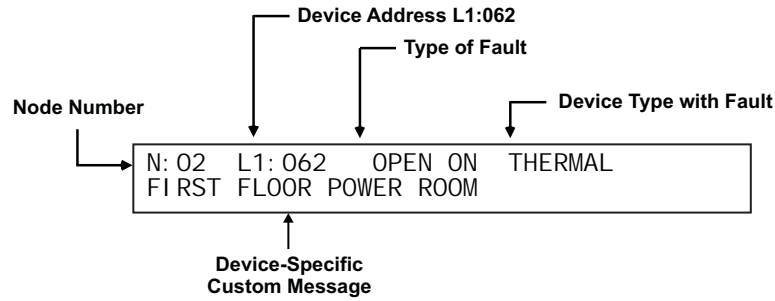 Device Address L1:062
Type of Fault
Node Number
Device Type with Fault
N:02 L1:062 OPEN ON THERMAL
FIRST FLOOR POWER ROOM
Device-Specific
Custom Message